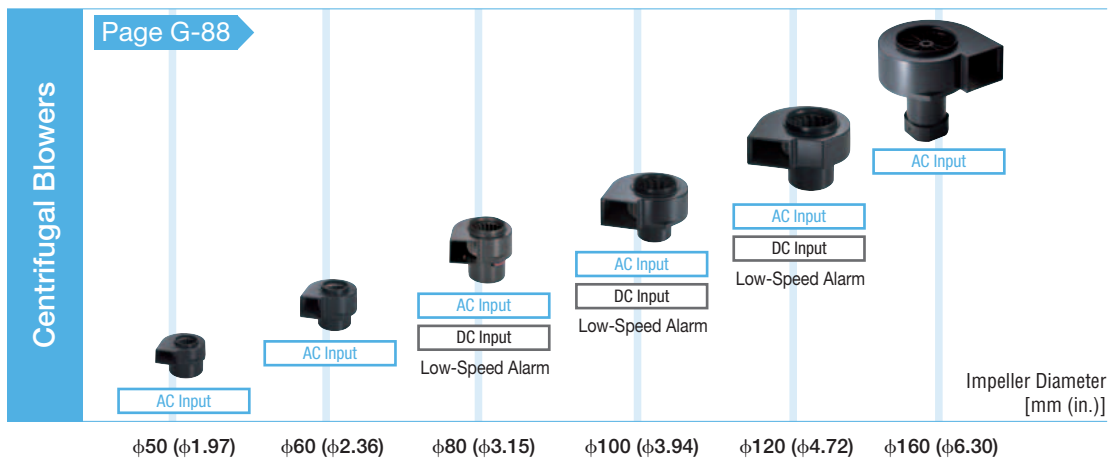 Page G-88
Centrifugal Blowers
AC Input
AC Input
AC Input
DC Input
Low-Speed Alarm
AC Input
DC Input
Low-Speed Alarm
AC Input
DC Input
Low-Speed Alarm
AC Input
Impeller Diameter
[mm (in.)]
ϕ50 (ϕ1.97)
ϕ60 (ϕ2.36)
ϕ80 (ϕ3.15)
ϕ100 (ϕ3.94)
ϕ120 (ϕ4.72)
ϕ160 (ϕ6.30)